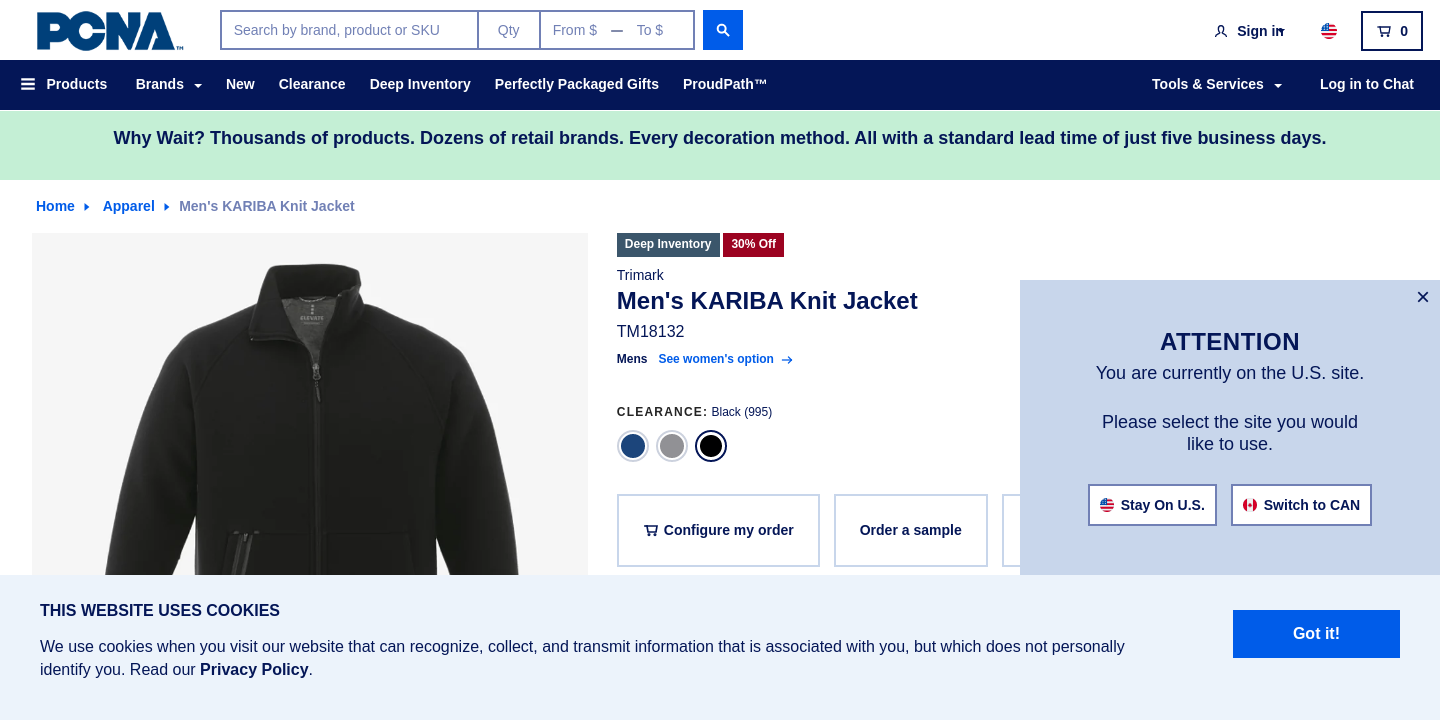 PCNA™
Search by brand, product or SKU
Qty
From $ — To $
Sign in
0
Products
Brands
New
Clearance
Deep Inventory
Perfectly Packaged Gifts
ProudPath™
Tools & Services
Log in to Chat
Why Wait? Thousands of products. Dozens of retail brands. Every decoration method. All with a standard lead time of just five business days.
Home
Apparel
Men's KARIBA Knit Jacket
ELEVATE
Deep Inventory
30% Off
Trimark
Men's KARIBA Knit Jacket
TM18132
Mens
See women's option
CLEARANCE: Black (995)
Configure my order
Order a sample
×
ATTENTION
You are currently on the U.S. site.
Please select the site you would
like to use.
Stay On U.S.
Switch to CAN
THIS WEBSITE USES COOKIES
We use cookies when you visit our website that can recognize, collect, and transmit information that is associated with you, but which does not personally
identify you. Read our Privacy Policy.
Got it!